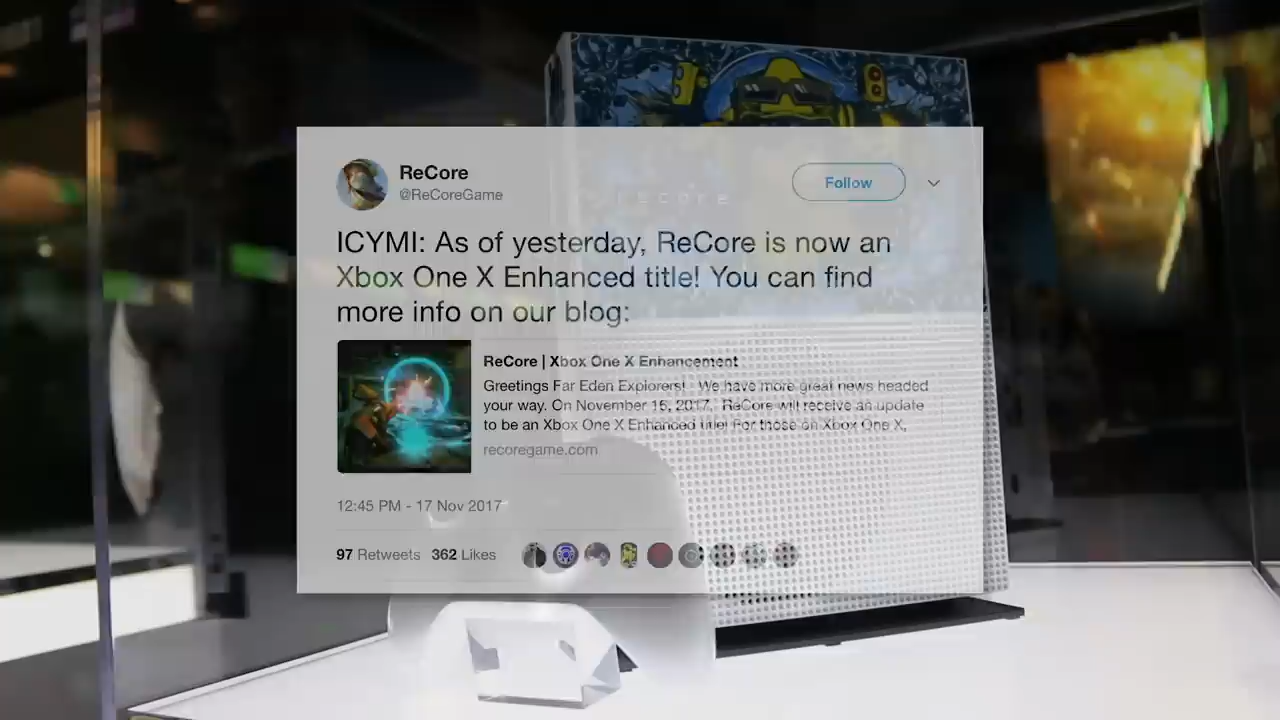 ReCore
@ReCoreGame
Follow
RECORE
ICYMI: As of yesterday, ReCore is now an
Xbox One X Enhanced title! You can find
more info on our blog:
ReCore | Xbox One X Enhancement
Greetings Far Eden Explorers! We have more great news headed
your way. On November 15, 2017, ReCore will receive an update
to be an Xbox One X Enhanced title! For those on Xbox One X,
recoregame.com
12:45 PM - 17 Nov 2017
97 Retweets 362 Likes